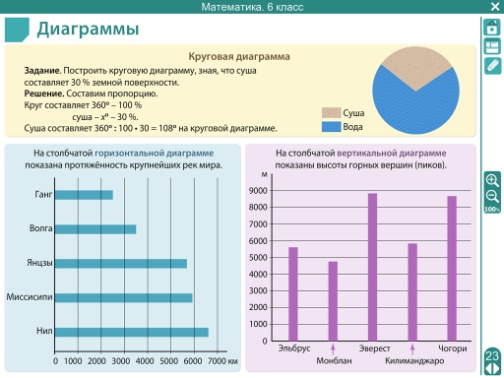 Математика. 6 класс
Диаграммы
Круговая диаграмма
Задание. Построить круговую диаграмму, зная, что суша
составляет 30 % земной поверхности.
Решение. Составим пропорцию.
Круг составляет 360° – 100 %
суша – x° – 30 %.
Суша составляет 360° : 100 • 30 = 108° на круговой диаграмме.
Суша
Вода
На столбчатой горизонтальной диаграмме
показана протяжённость крупнейших рек мира.
Ганг
Волга
Янцзы
Миссисипи
Нил
0 1000 2000 3000 4000 5000 6000 7000 км
На столбчатой вертикальной диаграмме
показаны высоты горных вершин (пиков).
м
9000
8000
7000
6000
5000
4000
3000
2000
1000
0
Эльбрус Эверест Чогори
Монблан Килиманджаро
100%
23